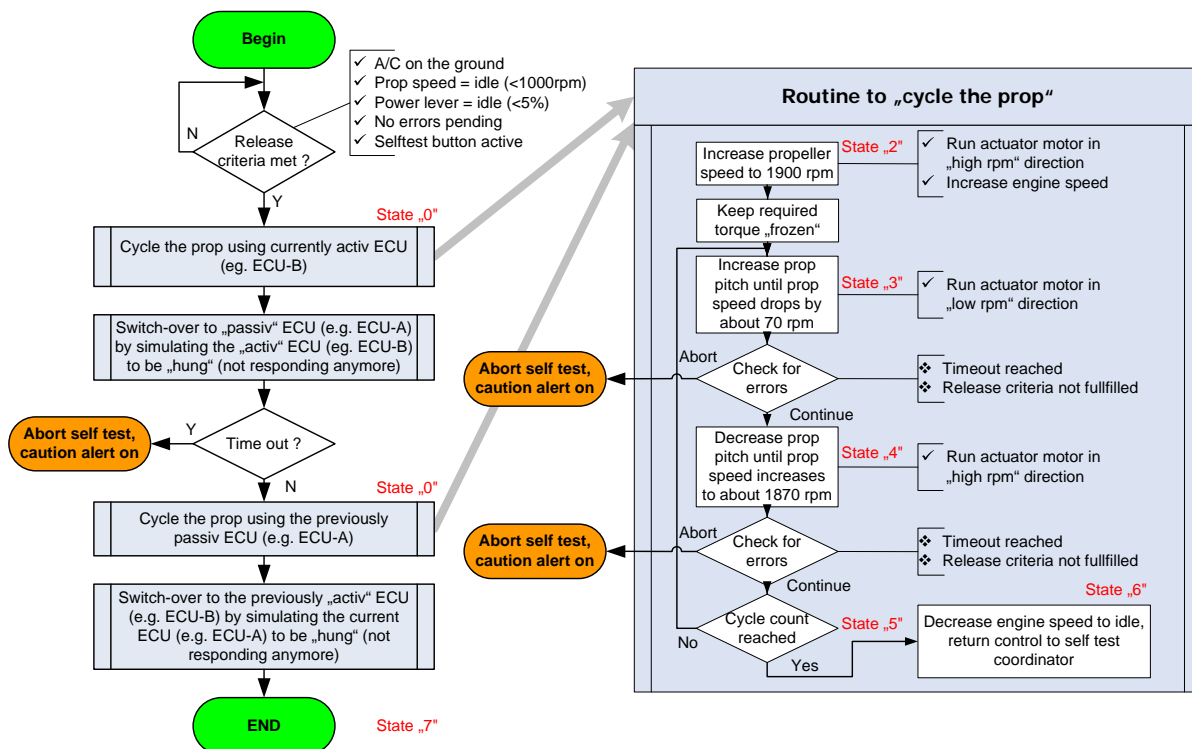 Begin
✓ A/C on the ground
✓ Prop speed = idle (<1000rpm)
✓ Power lever = idle (<5%)
✓ No errors pending
✓ Selftest button active
N
Release
criteria met ?
Y
State „0"
Cycle the prop using currently activ ECU
(eg. ECU-B)
Switch-over to „passiv“ ECU (e.g. ECU-A)
by simulating the „activ“ ECU (eg. ECU-B)
to be „hung“ (not responding anymore)
Abort self test,
caution alert on
Y
Time out ?
N
State „0"
Cycle the prop using the previously
passiv ECU (e.g. ECU-A)
Switch-over to the previously „activ“ ECU
(e.g. ECU-B) by simulating the current
ECU (e.g. ECU-A) to be „hung“ (not
responding anymore)
END
State „7"
Routine to „cycle the prop“
Increase propeller
speed to 1900 rpm
State „2"
✓ Run actuator motor in
„high rpm“ direction
✓ Increase engine speed
Keep required
torque „frozen“
Increase prop
pitch until prop
speed drops by
about 70 rpm
State „3"
✓ Run actuator motor in
„low rpm“ direction
Abort
Abort self test,
caution alert on
Check for
errors
❖ Timeout reached
❖ Release criteria not fullfilled
Continue
Decrease prop
pitch until prop
speed increases
to about 1870 rpm
State „4"
✓ Run actuator motor in
„high rpm“ direction
Abort
Abort self test,
caution alert on
Check for
errors
❖ Timeout reached
❖ Release criteria not fullfilled
Continue
Cycle count
reached
No
State „5"
Yes
State „6"
Decrease engine speed to idle,
return control to self test
coordinator